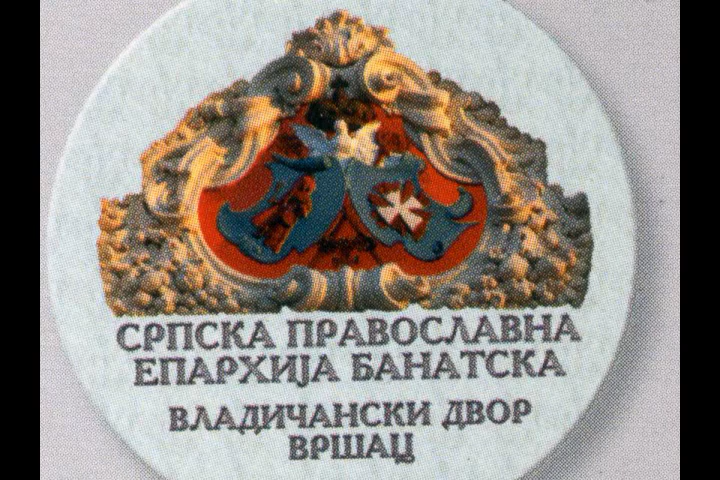 СРПСКА ПРАВОСЛАВНА
ЕПАРХИЈА БАНАТСКА
ВЛАДИЧАНСКИ ДВОР
ВРШАЦ